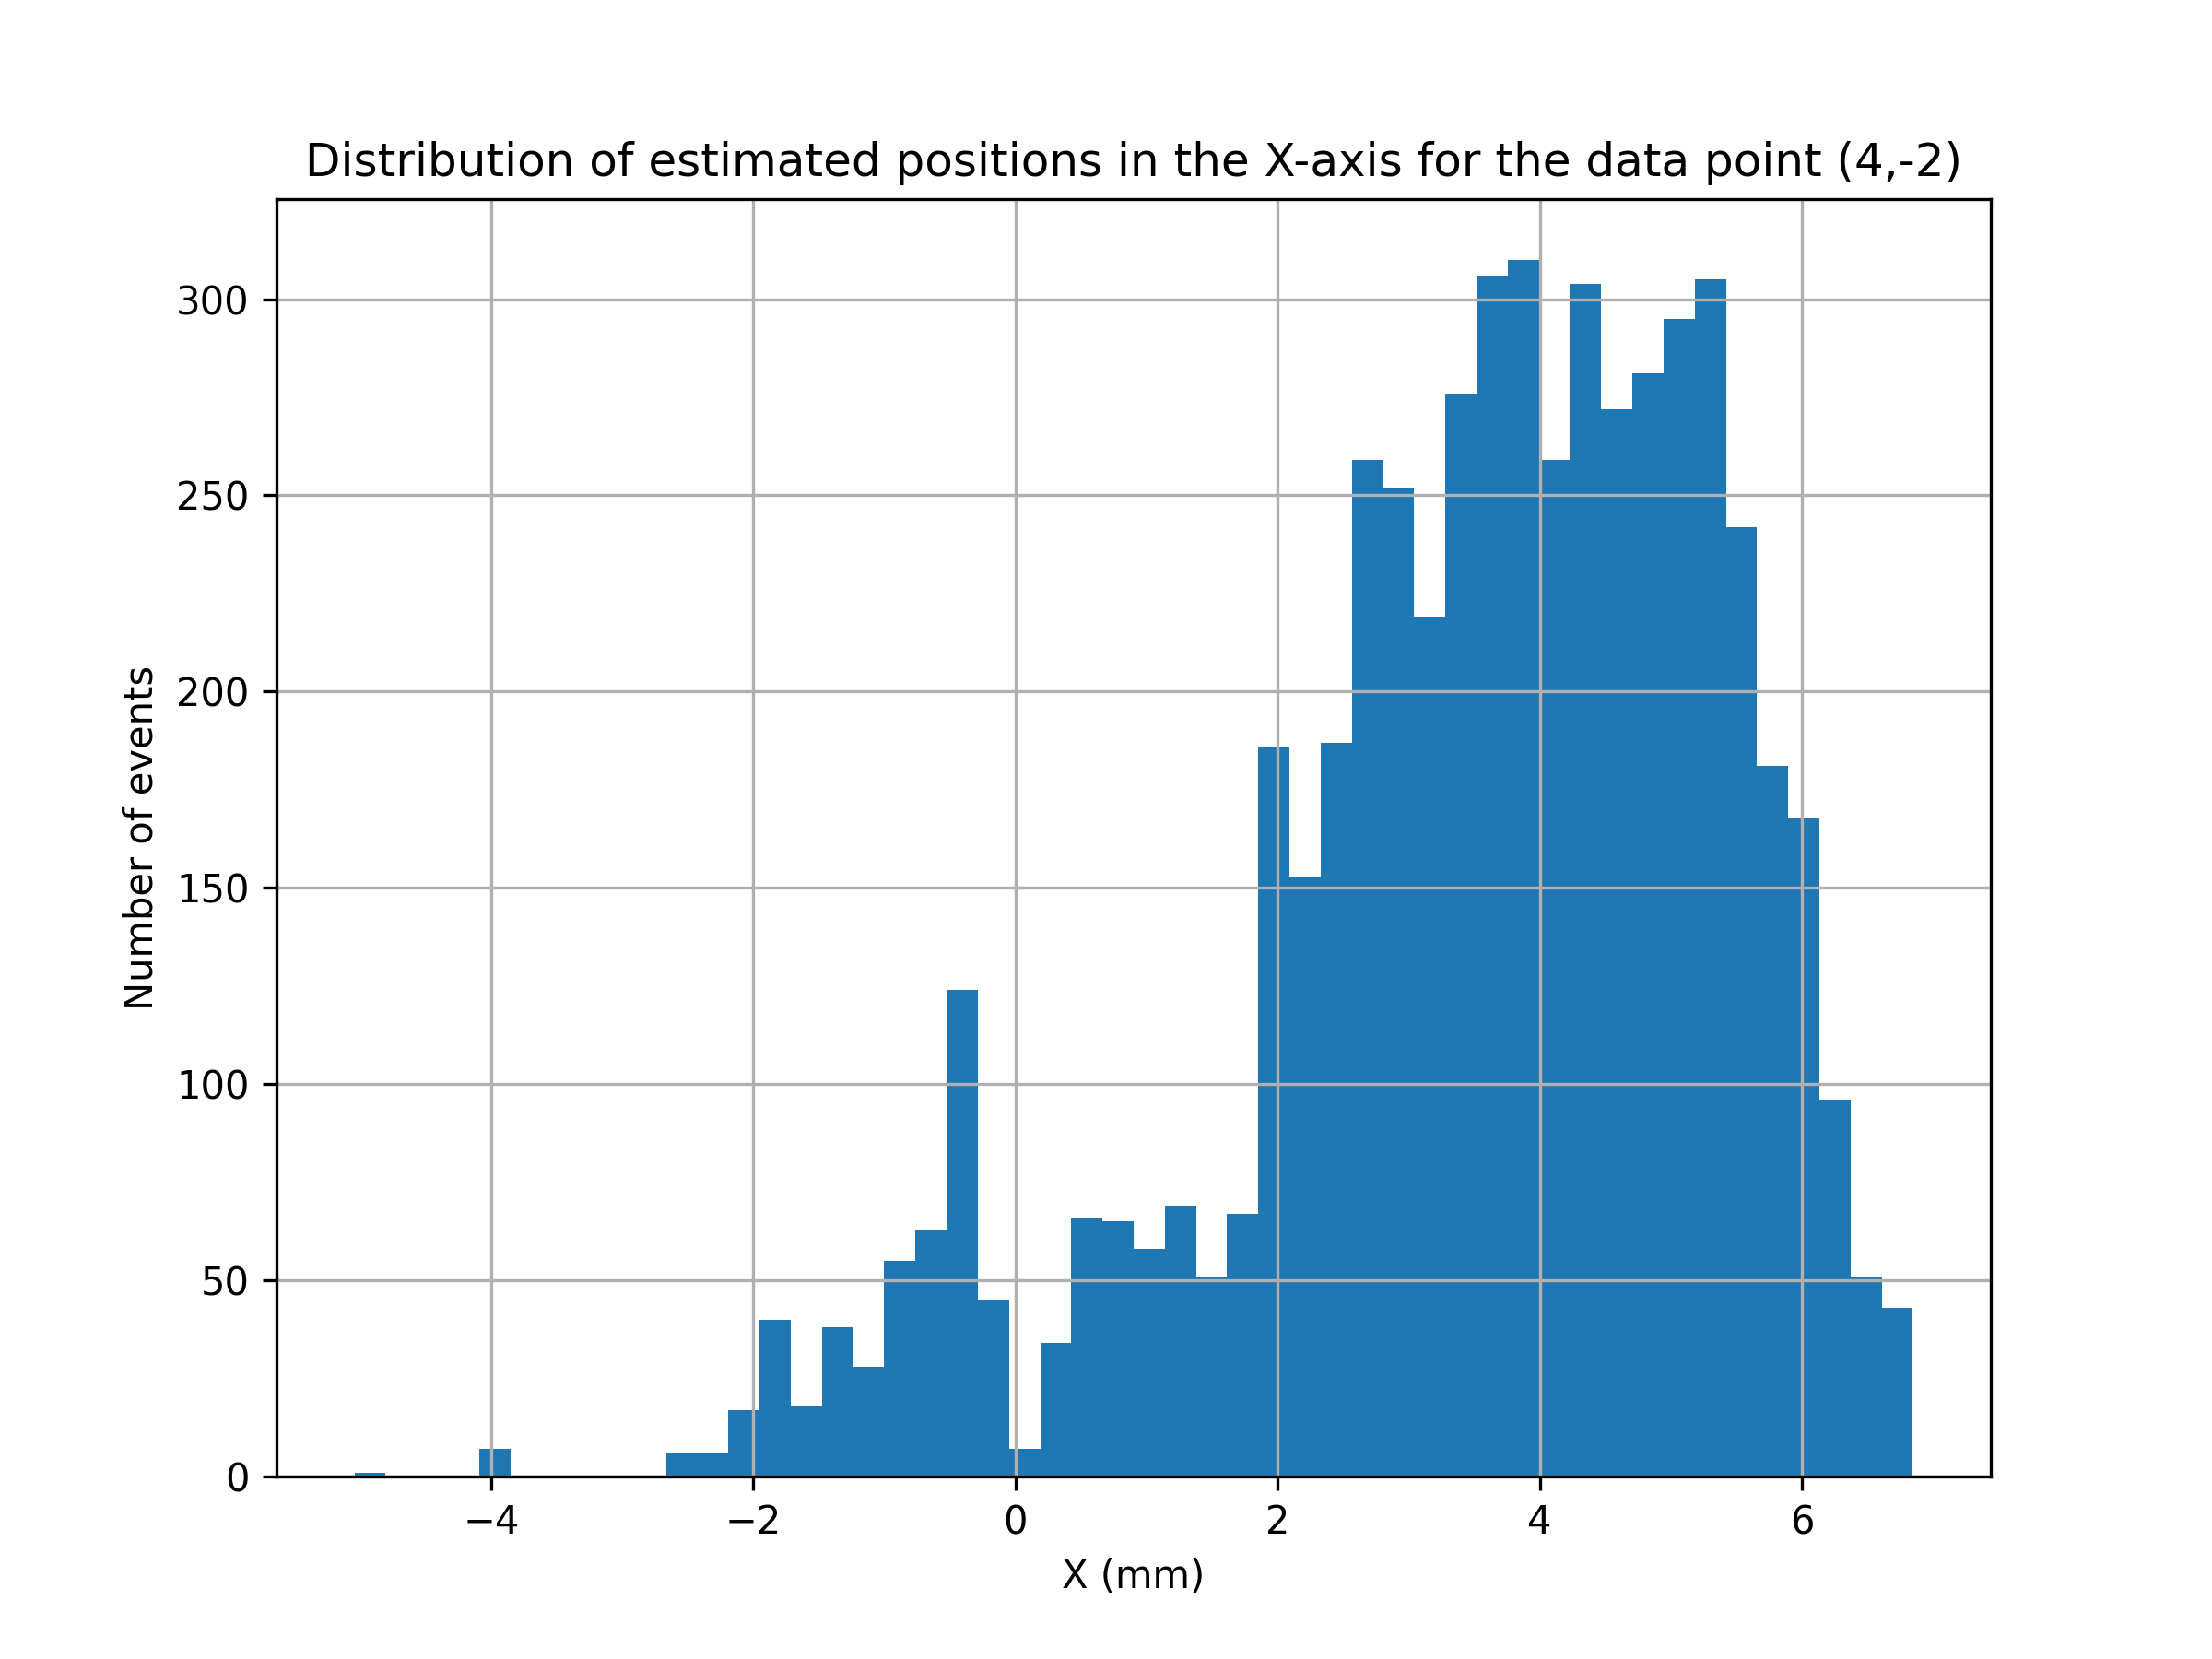 Distribution of estimated positions in the X-axis for the data point (4,-2)
300
250
200
150
100
50
0
Number of events
−4 −2 0 2 4 6
X (mm)